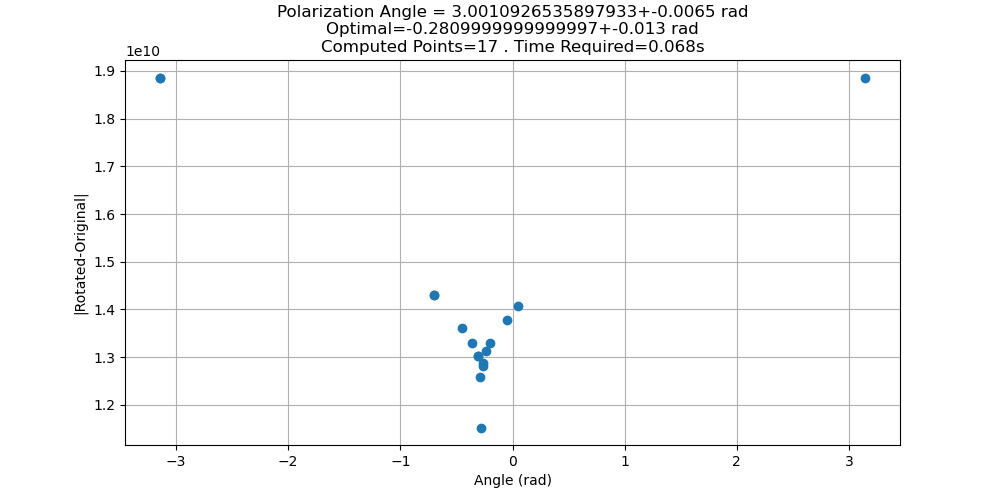 Polarization Angle = 3.0010926535897933+-0.0065 rad
Optimal=-0.2809999999999997+-0.013 rad
Computed Points=17 . Time Required=0.068s
1e10
1.9
1.8
1.7
1.6
1.5
1.4
1.3
1.2
|Rotated-Original|
−3 −2 −1 0 1 2 3
Angle (rad)